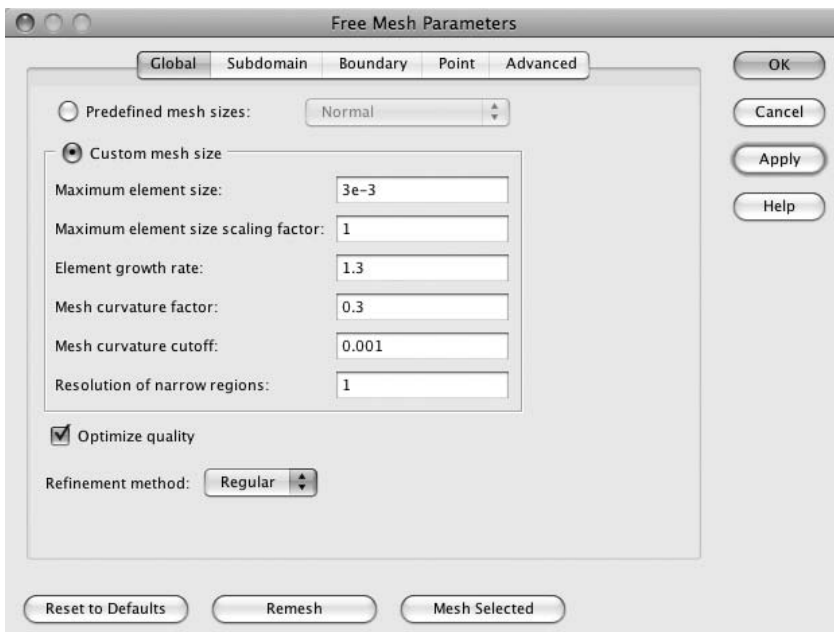 Free Mesh Parameters
Global Subdomain Boundary Point Advanced
OK
Cancel
Apply
Help
Predefined mesh sizes: Normal
Custom mesh size
Maximum element size: 3e-3
Maximum element size scaling factor: 1
Element growth rate: 1.3
Mesh curvature factor: 0.3
Mesh curvature cutoff: 0.001
Resolution of narrow regions: 1
Optimize quality
Refinement method: Regular
Reset to Defaults Remesh Mesh Selected